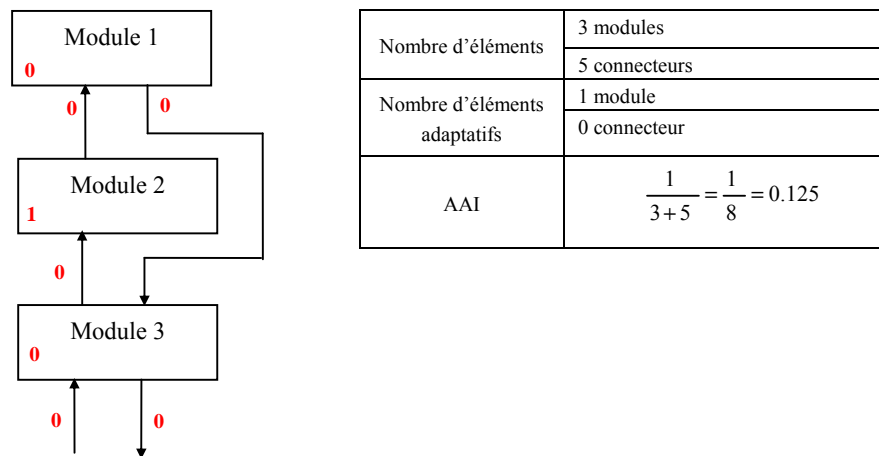 Module 1
0
0
0
Module 2
1
0
Module 3
0
0
0
Nombre d’éléments
3 modules
5 connecteurs
Nombre d’éléments
adaptatifs
1 module
0 connecteur
AAI
1/(3+5) = 1/8 = 0.125